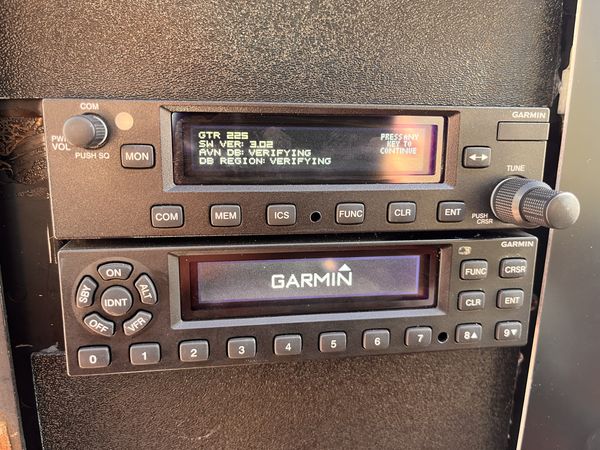 COM
GARMIN
PWR
VOL
PUSH SQ
MON
GTR 225
SW VER: 3.02
AVN DB: VERIFYING
DB REGION: VERIFYING
PRESS ANY
KEY TO
CONTINUE
↔
TUNE
COM
MEM
ICS
FUNC
CLR
ENT
PUSH
CRSR
GARMIN
SBY
ON
ALT
IDNT
OFF
VFR
GARMIN
FUNC
CRSR
CLR
ENT
0
1
2
3
4
5
6
7
8▲
9▼